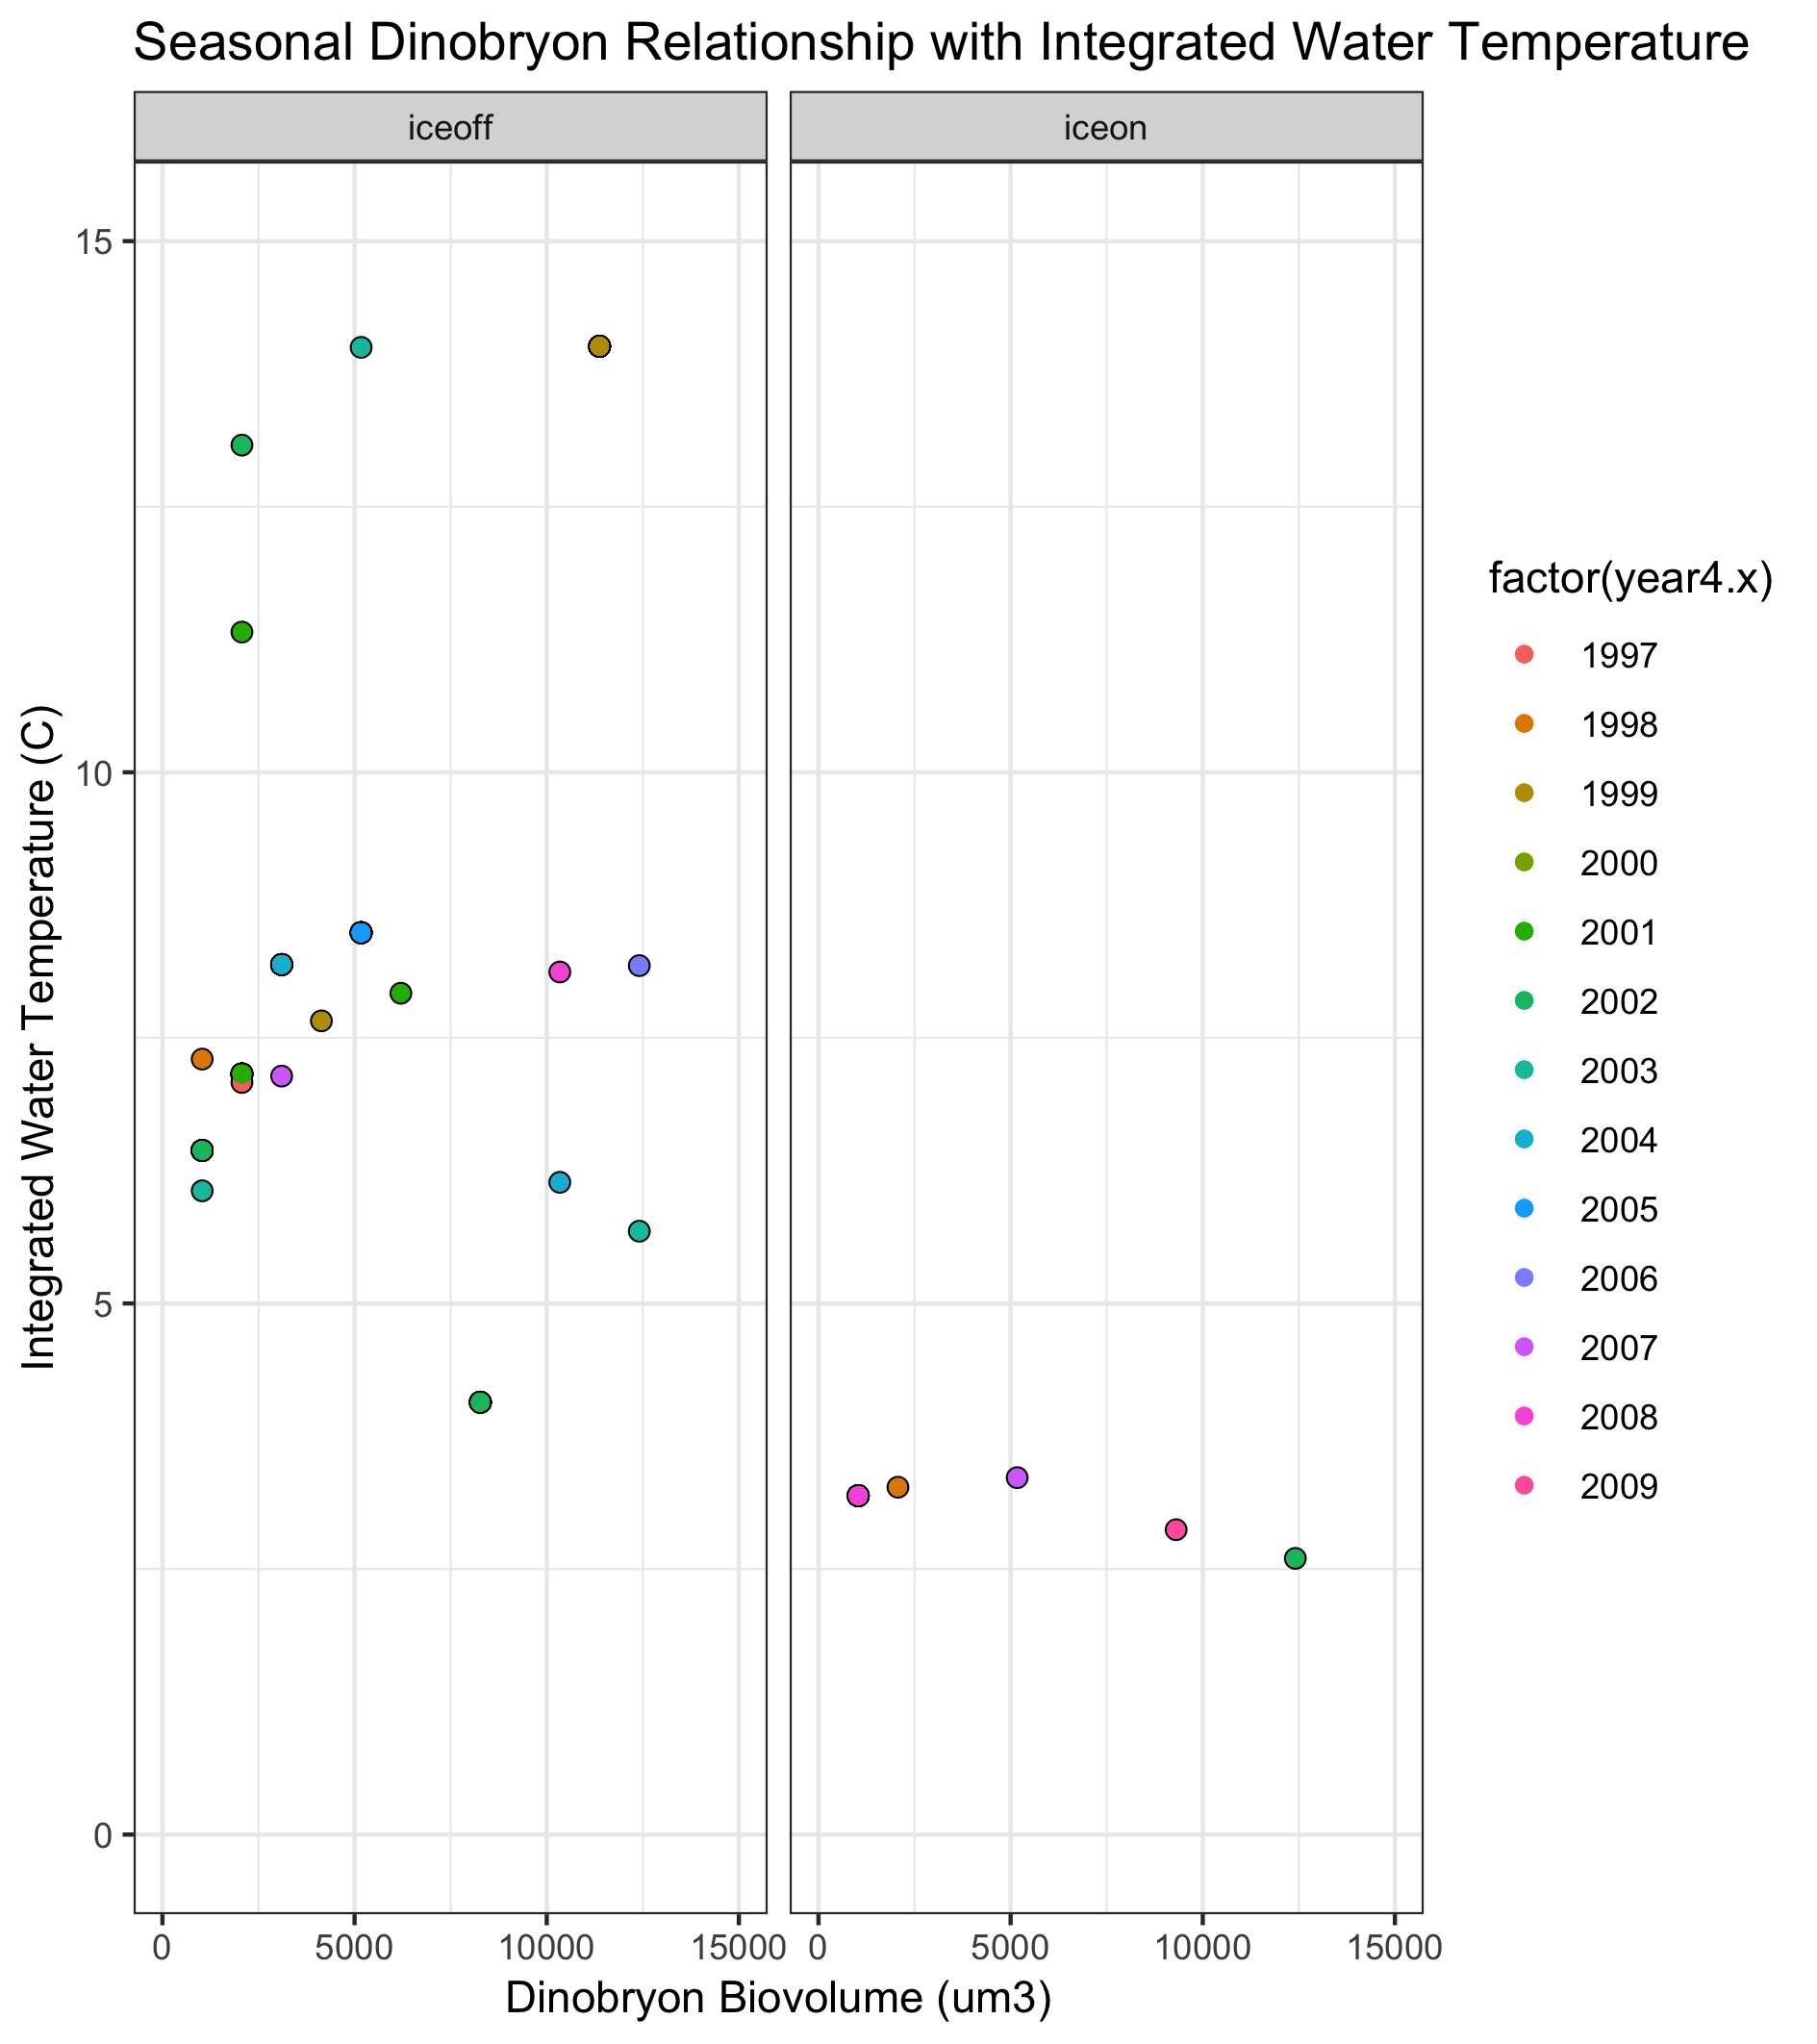 Seasonal Dinobryon Relationship with Integrated Water Temperature
iceoff
iceon
15
10
5
0
Integrated Water Temperature (C)
0 5000 10000 15000
0 5000 10000 15000
Dinobryon Biovolume (um3)
factor(year4.x)
1997
1998
1999
2000
2001
2002
2003
2004
2005
2006
2007
2008
2009